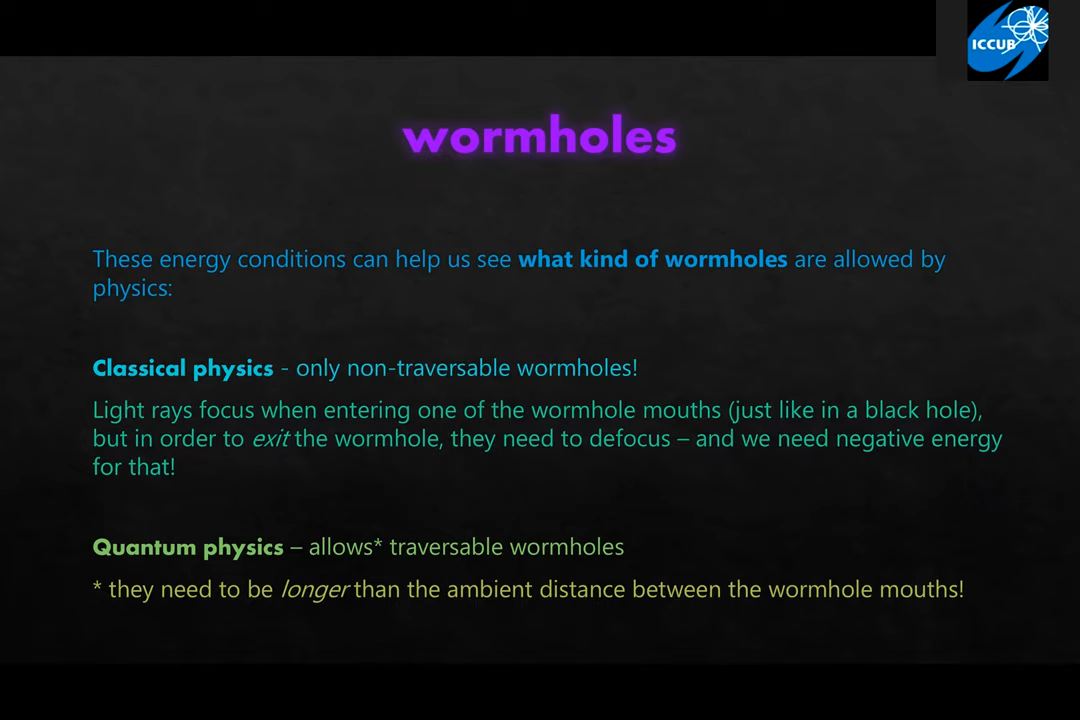 ICCUB
wormholes
These energy conditions can help us see what kind of wormholes are allowed by
physics:
Classical physics - only non-traversable wormholes!
Light rays focus when entering one of the wormhole mouths (just like in a black hole),
but in order to exit the wormhole, they need to defocus – and we need negative energy
for that!
Quantum physics – allows* traversable wormholes
* they need to be longer than the ambient distance between the wormhole mouths!